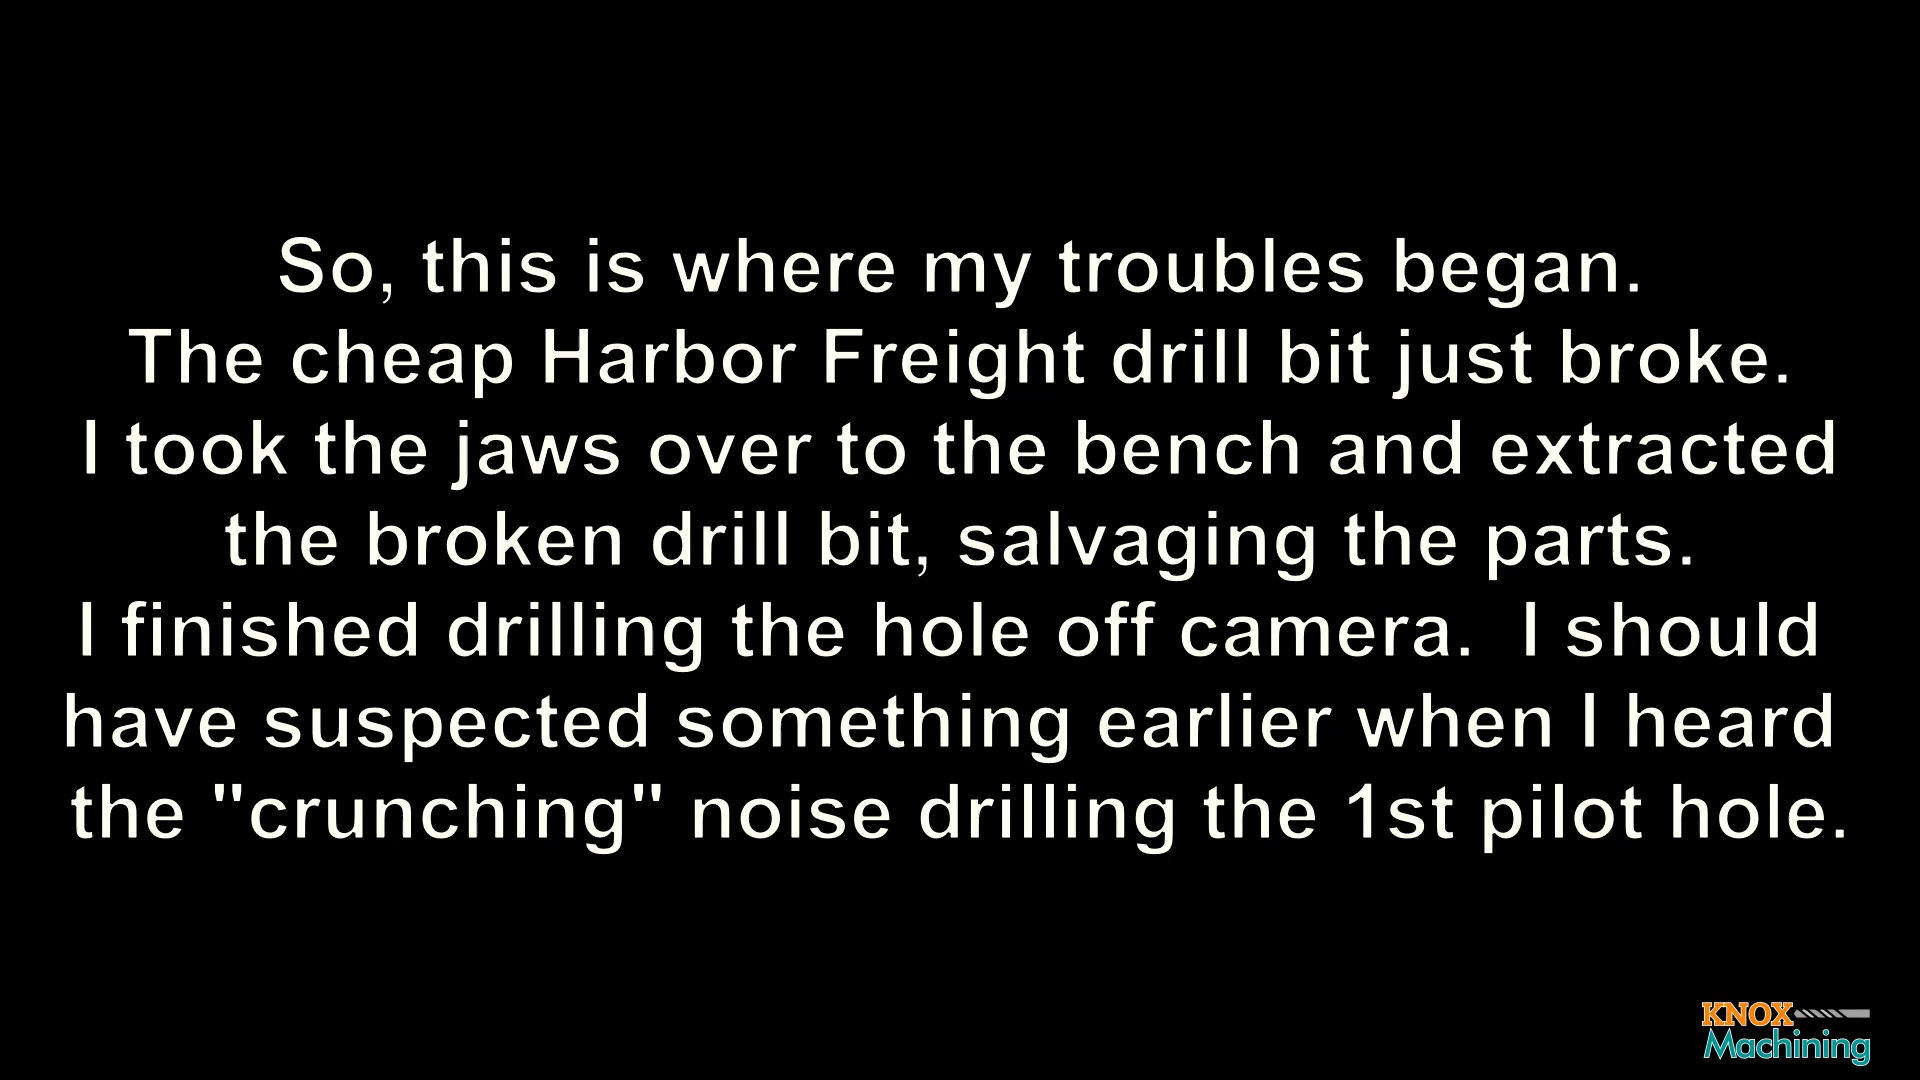 So, this is where my troubles began.
The cheap Harbor Freight drill bit just broke.
I took the jaws over to the bench and extracted
the broken drill bit, salvaging the parts.
I finished drilling the hole off camera.  I should
have suspected something earlier when I heard
the "crunching" noise drilling the 1st pilot hole.
KNOX
Machining